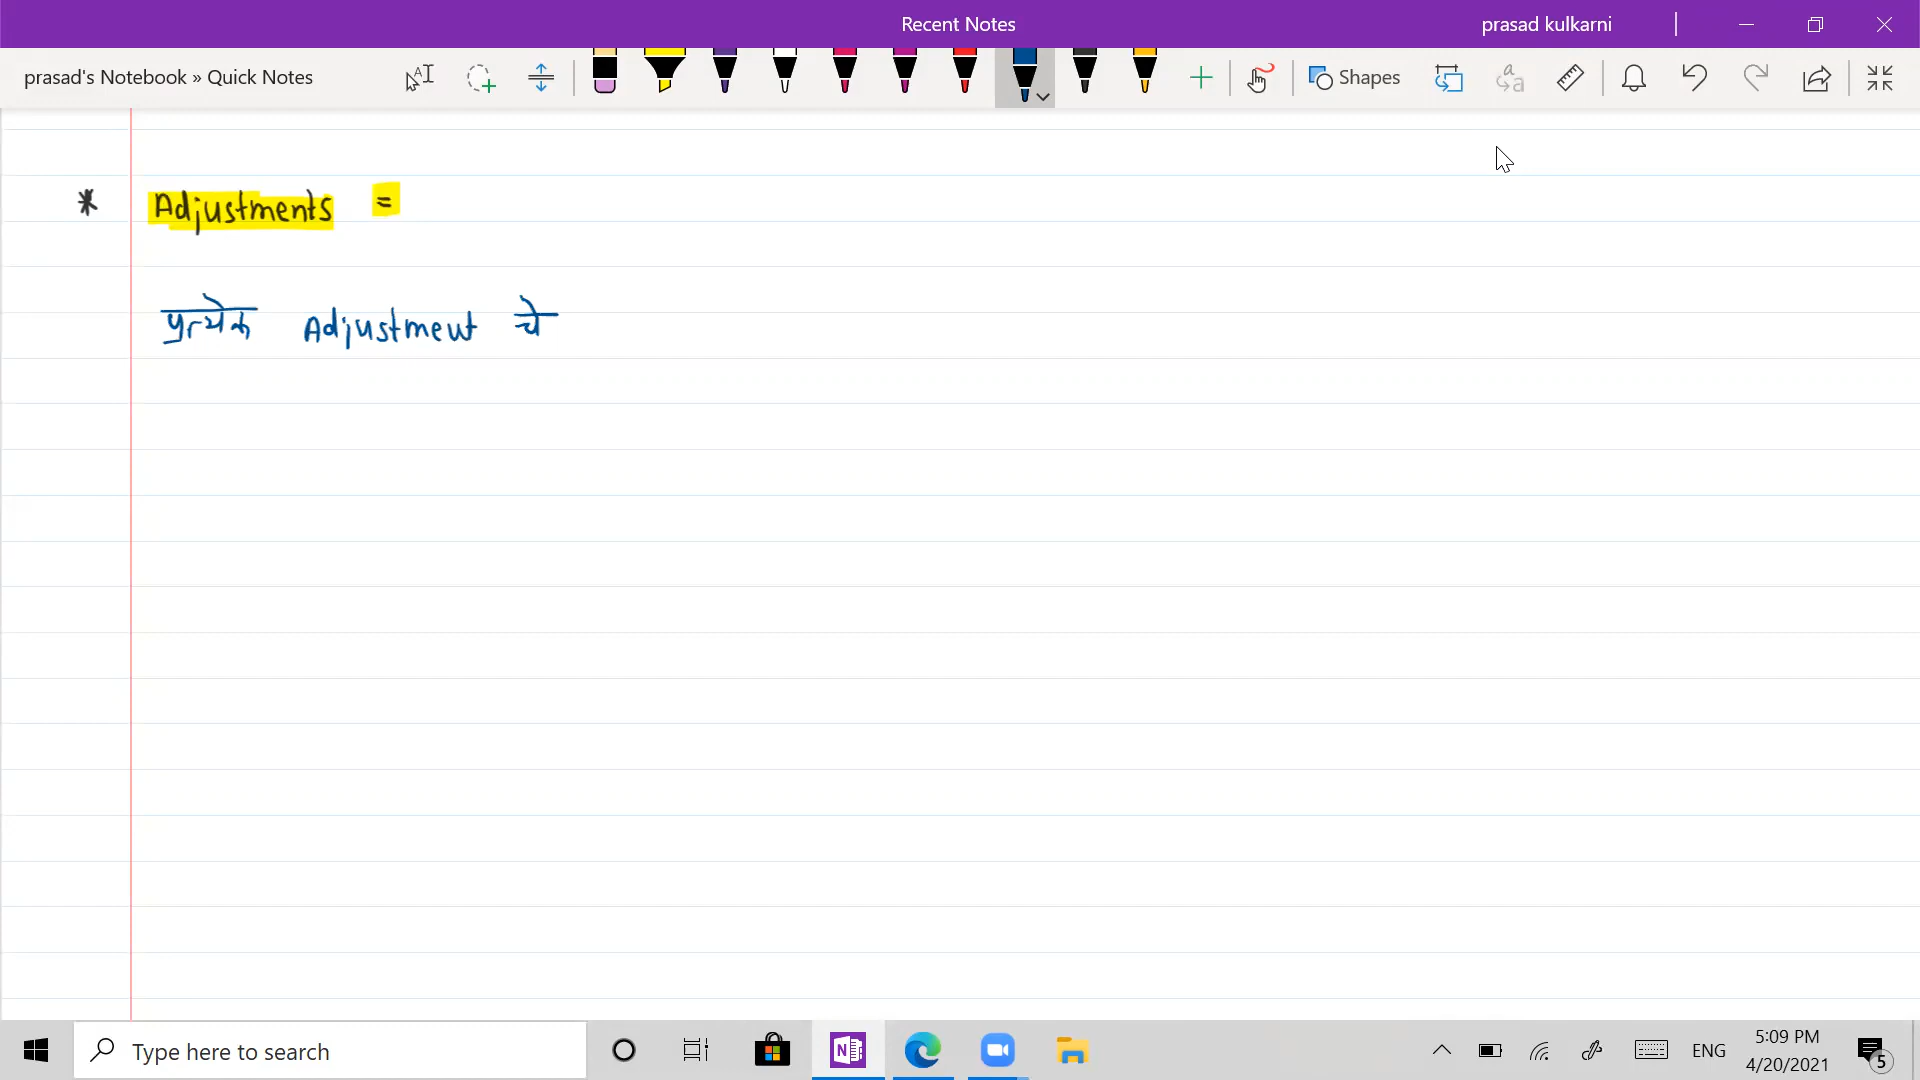 Recent Notes
prasad kulkarni
prasad's Notebook » Quick Notes
Shapes
* Adjustments =
प्रत्येक Adjustment चे
Type here to search
ENG
5:09 PM
4/20/2021
5